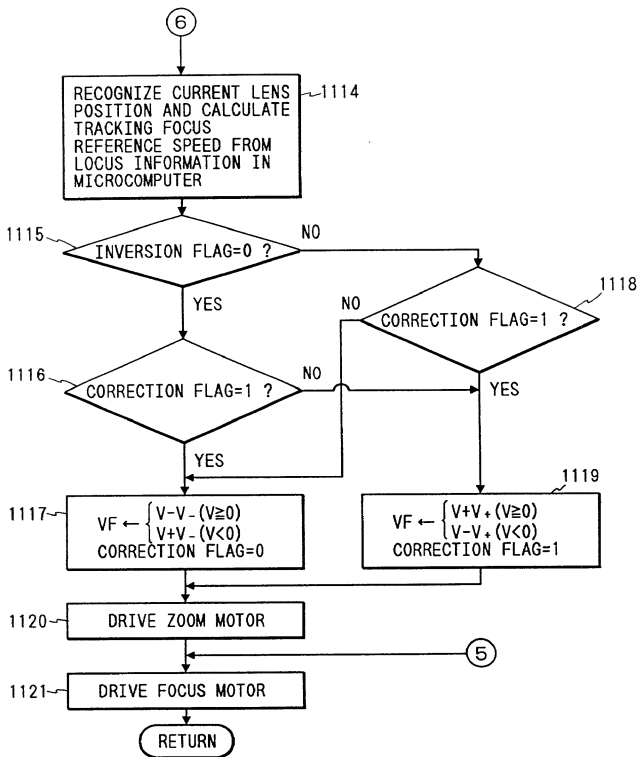 6
RECOGNIZE CURRENT LENS
POSITION AND CALCULATE
TRACKING FOCUS
REFERENCE SPEED FROM
LOCUS INFORMATION IN
MICROCOMPUTER
1114
1115
INVERSION FLAG=0 ?
NO
YES
1118
CORRECTION FLAG=1 ?
NO
YES
1116
CORRECTION FLAG=1 ?
NO
YES
1117
VF ← { V−V₋ (V≧0)
V+V₋ (V<0)
CORRECTION FLAG=0
1119
VF ← { V+V₊ (V≧0)
V−V₊ (V<0)
CORRECTION FLAG=1
1120
DRIVE ZOOM MOTOR
5
1121
DRIVE FOCUS MOTOR
RETURN